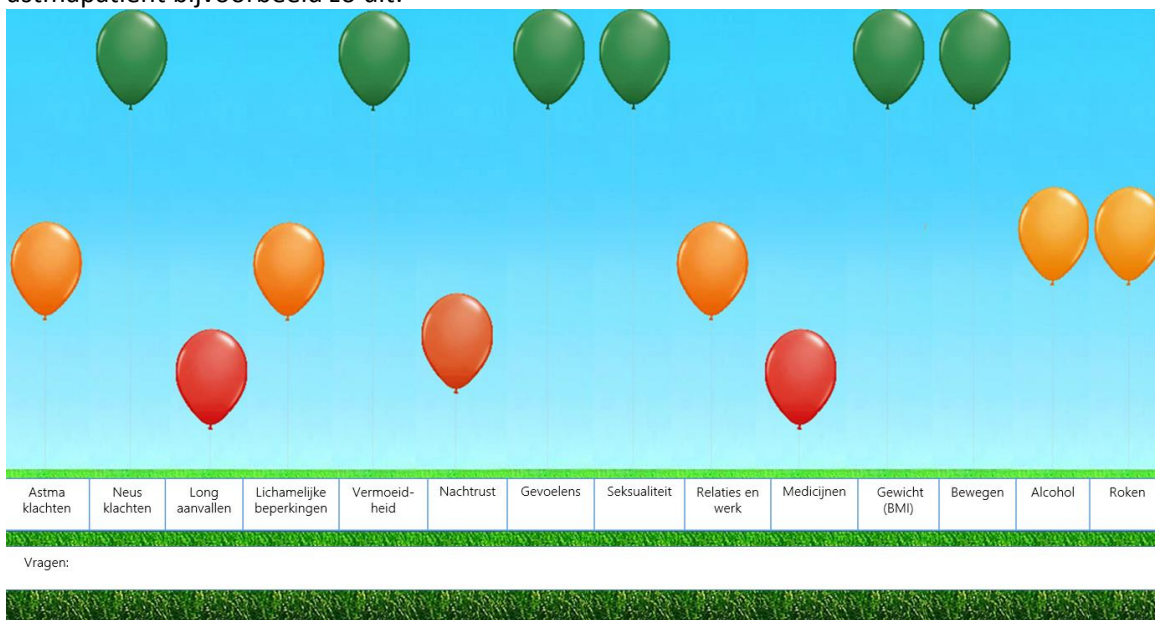 astmapatiënt bijvoorbeeld zo uit:
Astma klachten
Neus klachten
Long aanvallen
Lichamelijke beperkingen
Vermoeid-
heid
Nachtrust
Gevoelens
Seksualiteit
Relaties en werk
Medicijnen
Gewicht (BMI)
Bewegen
Alcohol
Roken
Vragen: